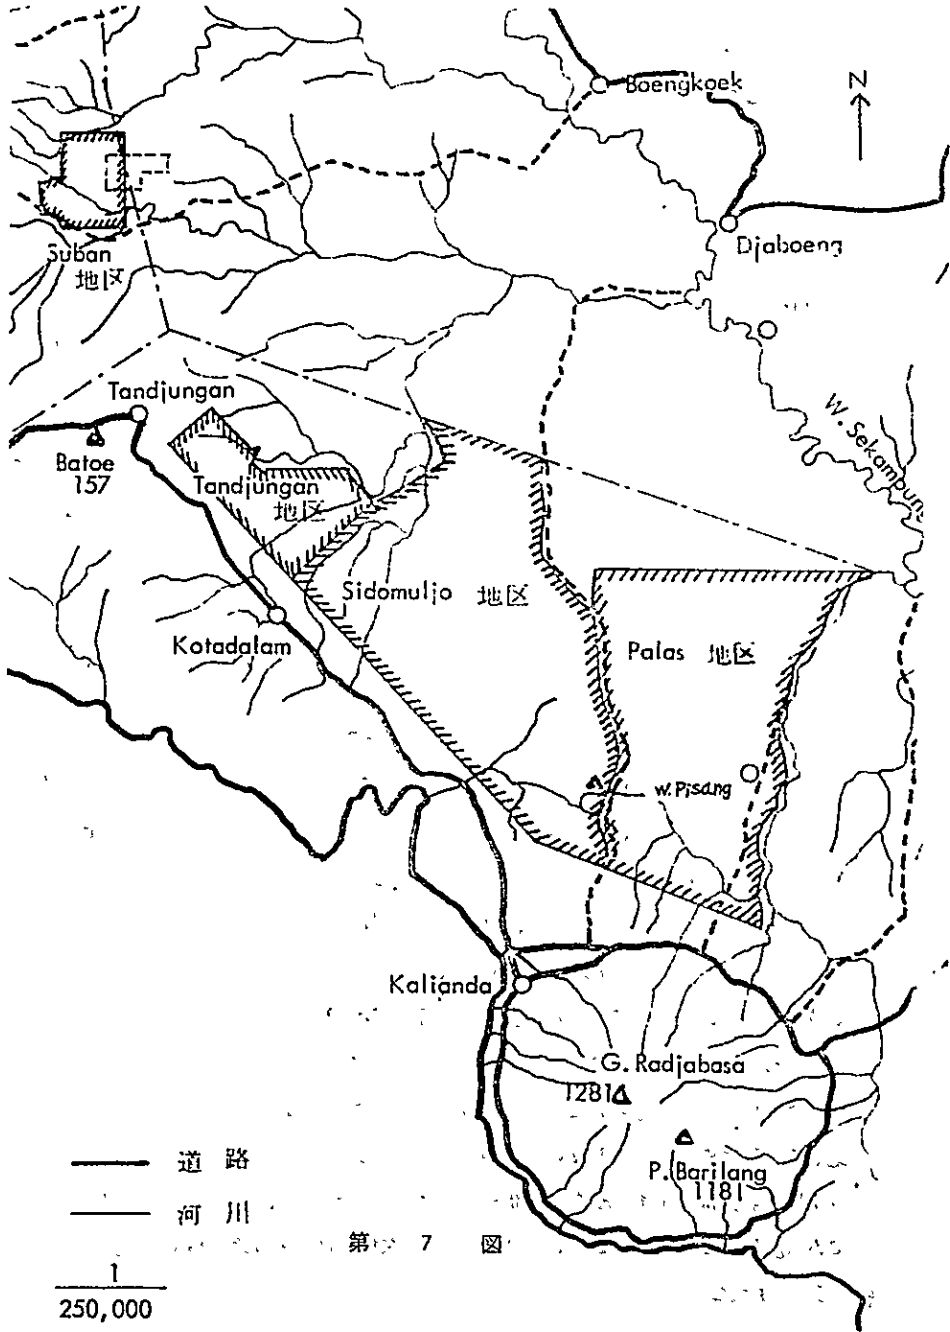 Boengkoek
N
Djaboeng
Suban
地区
Tandjungan
Batoe
157
Tandjungan
地区
W. Sekampung
Sidomuljo 地区
Kotadalam
Palas 地区
W. Pisang
Kalianda
G. Radjabasa
1281
P. Barilang
1181
道路
河川
第 7 図
1
250,000